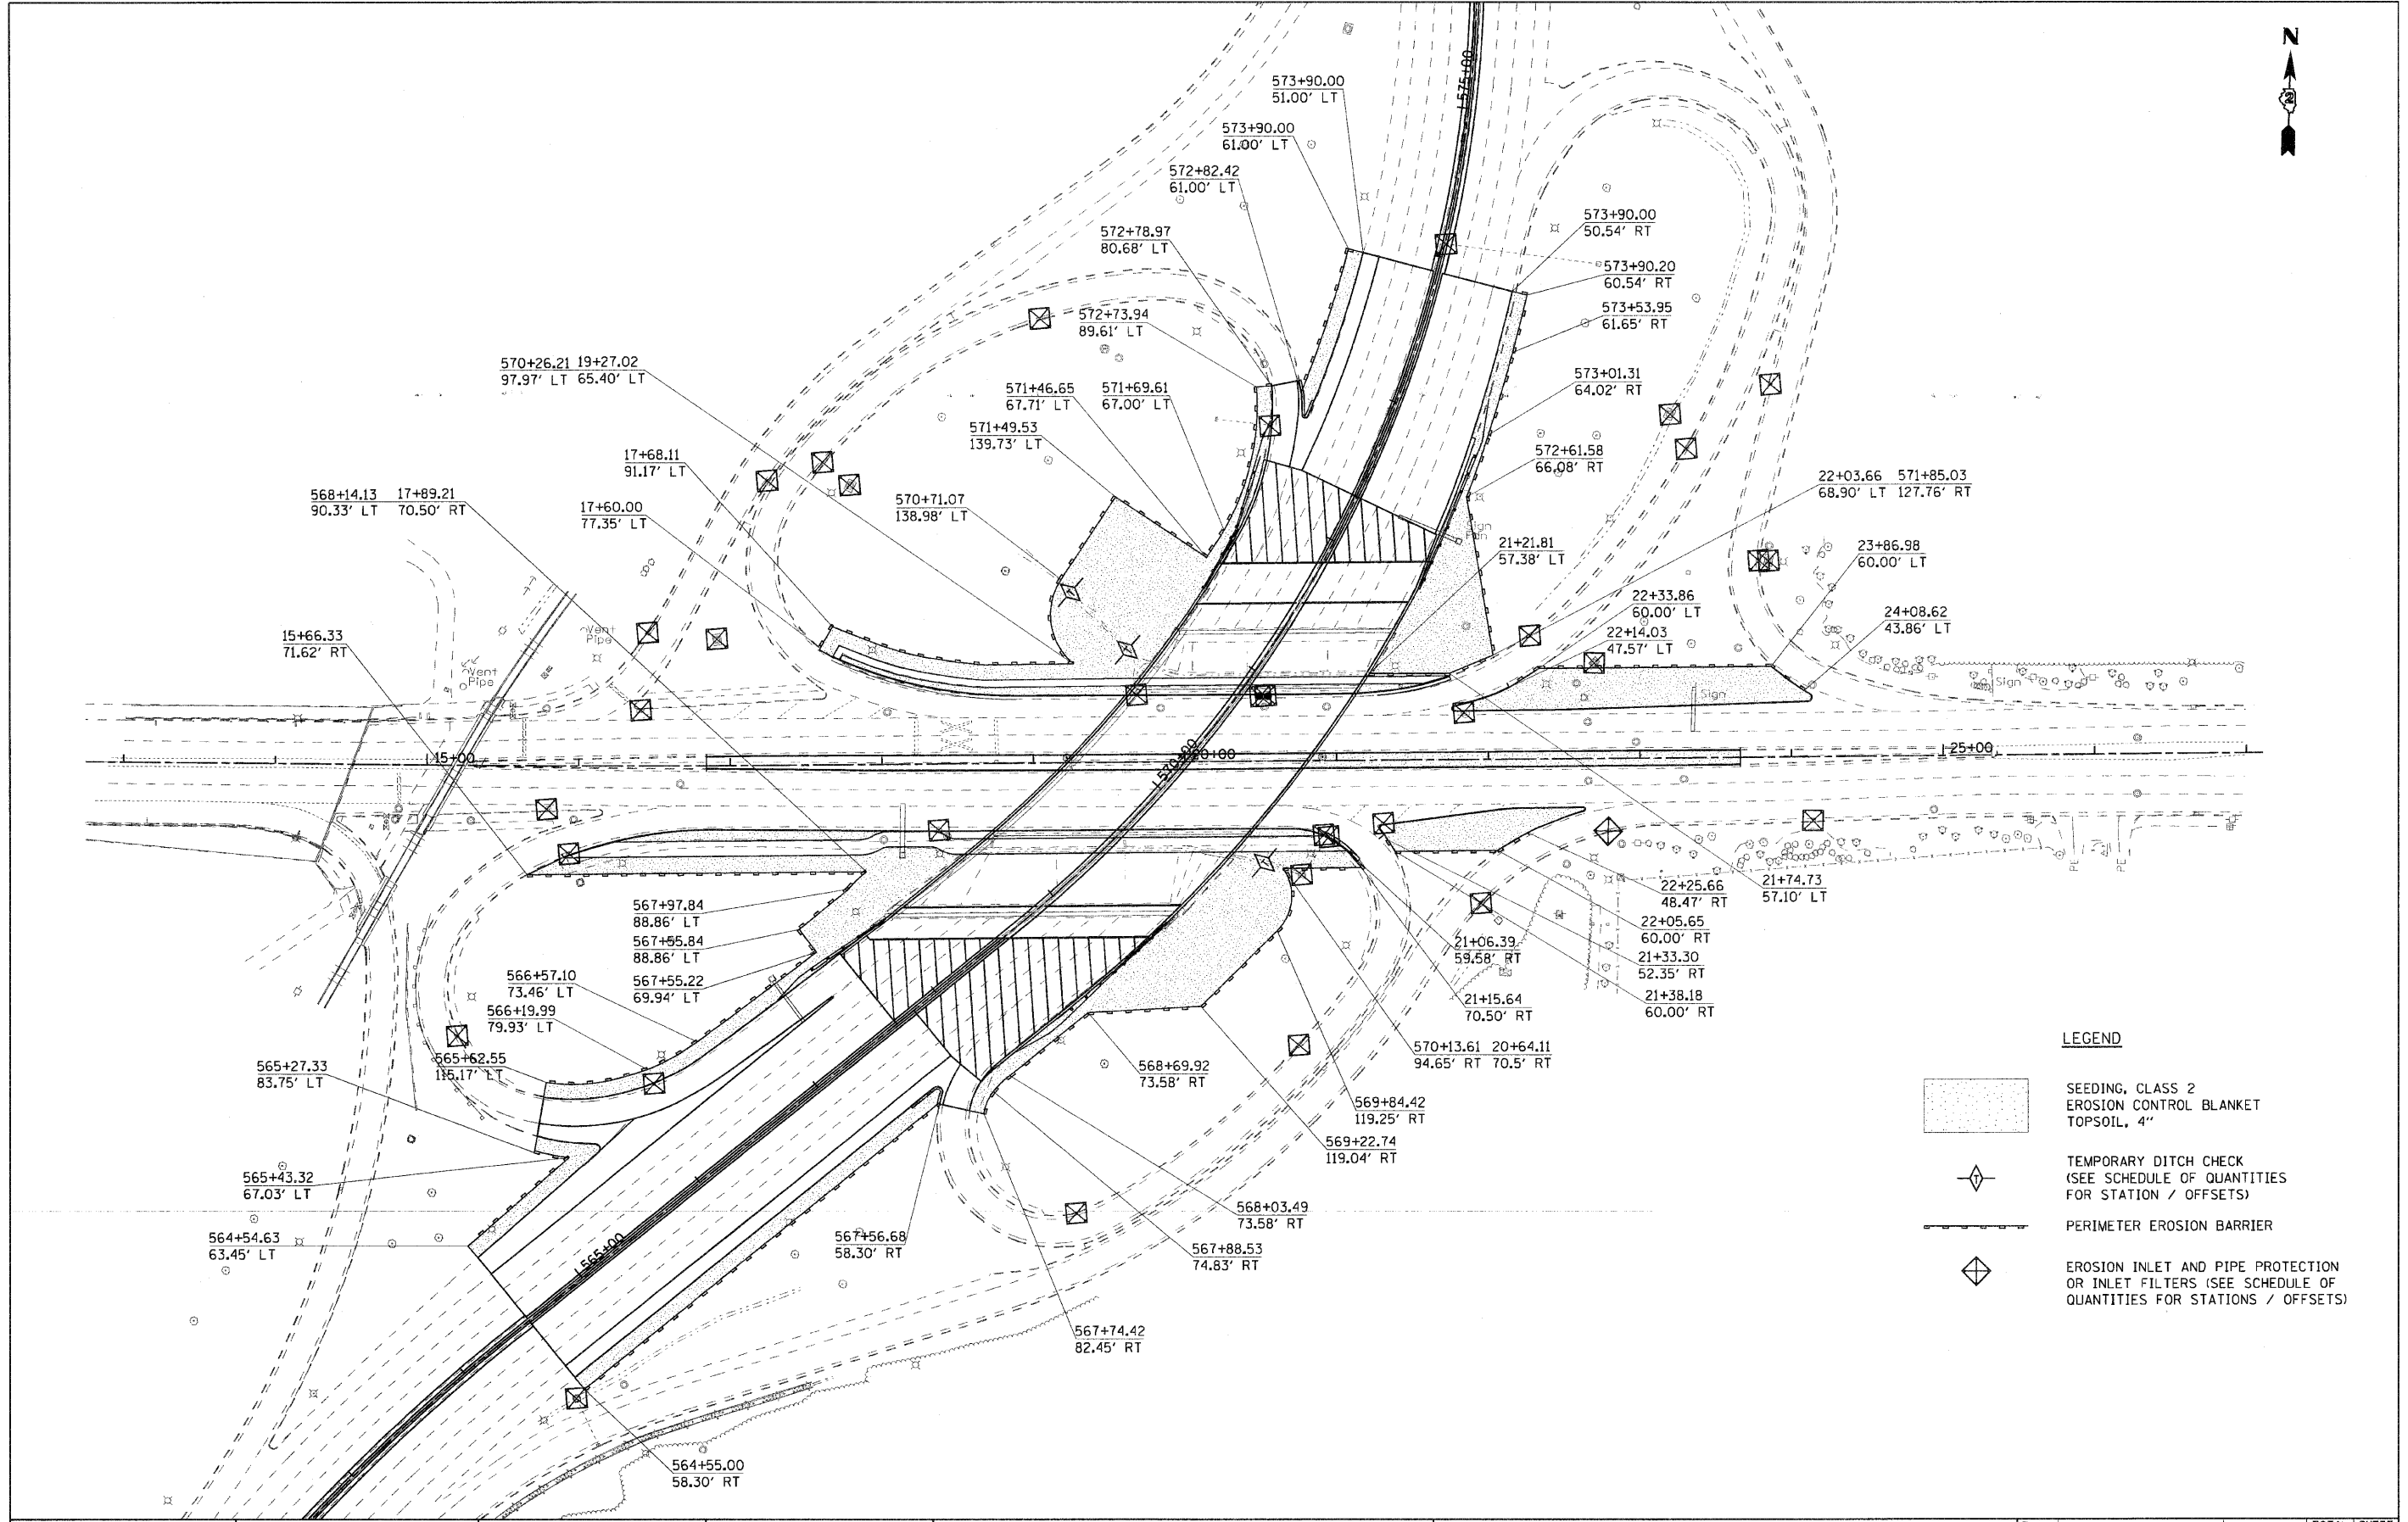 N
573+90.00
51.00' LT
573+90.00
61.00' LT
572+82.42
61.00' LT
572+78.97
80.68' LT
572+73.94
89.61' LT
L575+00
573+90.00
50.54' RT
573+90.20
60.54' RT
573+53.95
61.65' RT
573+01.31
64.02' RT
572+61.58
66.08' RT
570+26.21 19+27.02
97.97' LT 65.40' LT
571+46.65 571+69.61
67.71' LT 67.00' LT
571+49.53
139.73' LT
17+68.11
91.17' LT
570+71.07
138.98' LT
568+14.13 17+89.21
90.33' LT 70.50' RT
17+60.00
77.35' LT
22+03.66 571+85.03
68.90' LT 127.76' RT
Sign
21+21.81
57.38' LT
23+86.98
60.00' LT
22+33.86
60.00' LT
24+08.62
43.86' LT
22+14.03
47.57' LT
15+66.33
71.62' RT
Vent
Pipe
Vent
Pipe
Sign
Sign
15+00
L570+00
20+00
25+00
567+97.84
88.86' LT
567+55.84
88.86' LT
567+55.22
69.94' LT
566+57.10
73.46' LT
566+19.99
79.93' LT
565+62.55
115.17' LT
565+27.33
83.75' LT
565+43.32
67.03' LT
564+54.63
63.45' LT
L565+00
22+25.66
48.47' RT
21+74.73
57.10' LT
22+05.65
60.00' RT
21+06.39
59.58' RT
21+33.30
52.35' RT
21+15.64
70.50' RT
21+38.18
60.00' RT
570+13.61 20+64.11
94.65' RT 70.5' RT
568+69.92
73.58' RT
569+84.42
119.25' RT
569+22.74
119.04' RT
568+03.49
73.58' RT
567+56.68
58.30' RT
567+88.53
74.83' RT
567+74.42
82.45' RT
564+55.00
58.30' RT
LEGEND
SEEDING, CLASS 2
EROSION CONTROL BLANKET
TOPSOIL, 4"
T
TEMPORARY DITCH CHECK
(SEE SCHEDULE OF QUANTITIES
FOR STATION / OFFSETS)
PERIMETER EROSION BARRIER
EROSION INLET AND PIPE PROTECTION
OR INLET FILTERS (SEE SCHEDULE OF
QUANTITIES FOR STATIONS / OFFSETS)